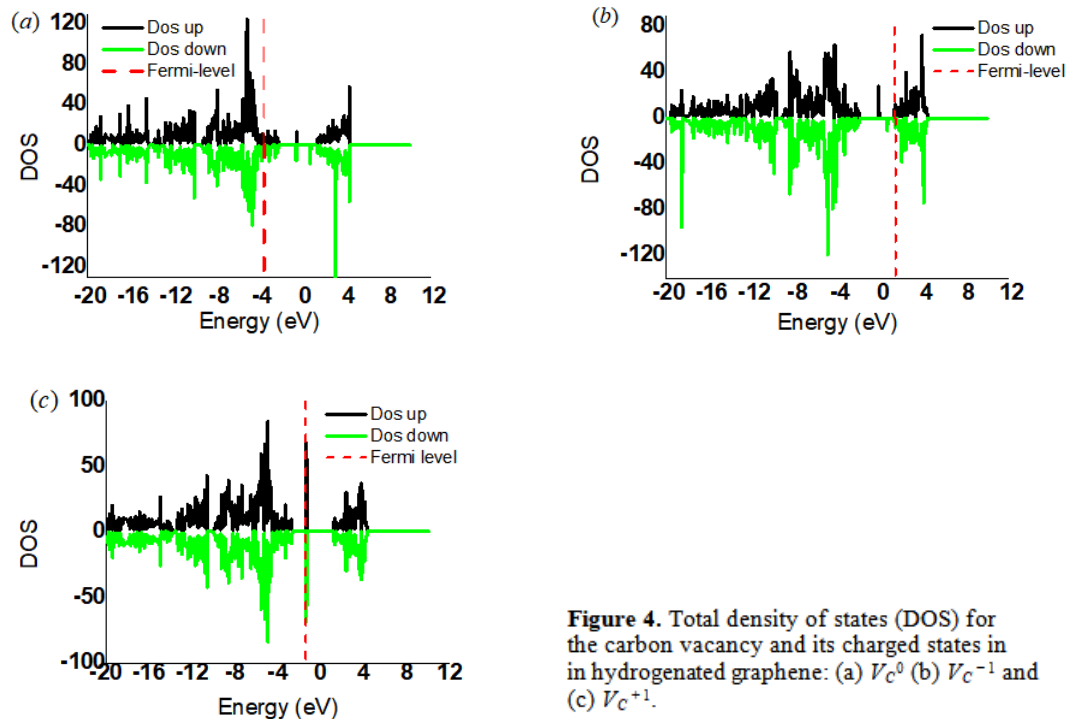 (a)
120
80
40
0
-40
-80
-120
DOS
Dos up
Dos down
Fermi-level
-20 -16 -12 -8 -4 0 4 8 12
Energy (eV)
(b)
80
40
0
-40
-80
-120
DOS
Dos up
Dos down
Fermi-level
-20 -16 -12 -8 -4 0 4 8 12
Energy (eV)
(c)
100
50
0
-50
-100
DOS
Dos up
Dos down
Fermi level
-20 -16 -12 -8 -4 0 4 8 12
Energy (eV)
Figure 4. Total density of states (DOS) for
the carbon vacancy and its charged states in
in hydrogenated graphene: (a) V_C^0 (b) V_C^−1 and
(c) V_C^+1.